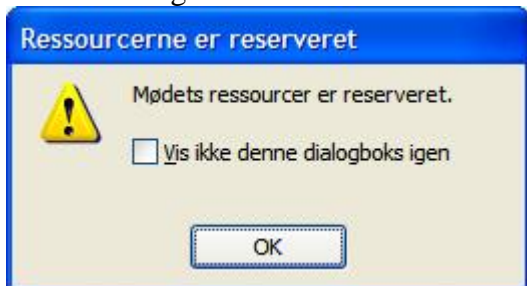 Ressourcerne er reserveret
Mødets ressourcer er reserveret.
Vis ikke denne dialogboks igen
OK